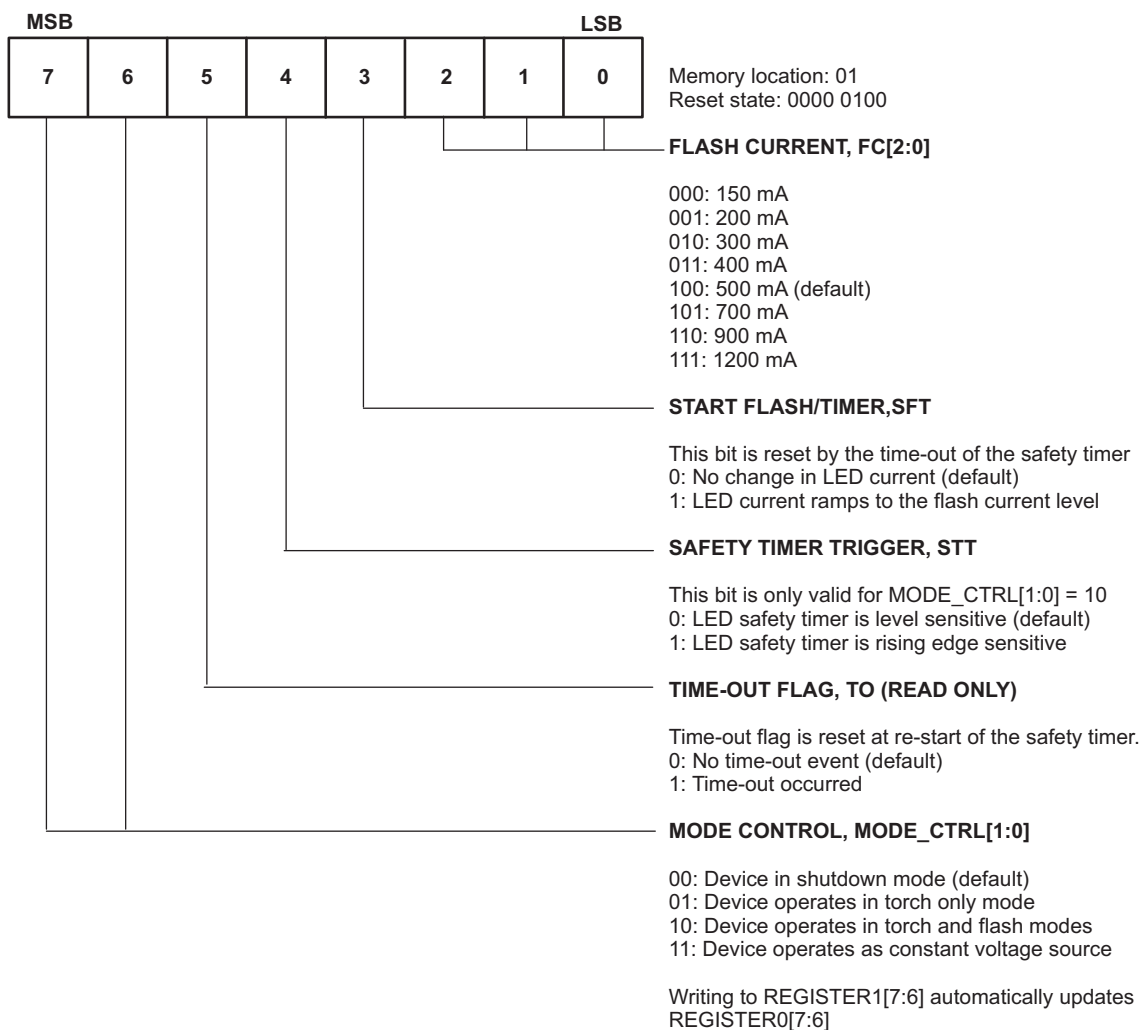 MSB LSB
7 6 5 4 3 2 1 0
Memory location: 01
Reset state: 0000 0100
FLASH CURRENT, FC[2:0]
000: 150 mA
001: 200 mA
010: 300 mA
011: 400 mA
100: 500 mA (default)
101: 700 mA
110: 900 mA
111: 1200 mA
START FLASH/TIMER,SFT
This bit is reset by the time-out of the safety timer
0: No change in LED current (default)
1: LED current ramps to the flash current level
SAFETY TIMER TRIGGER, STT
This bit is only valid for MODE_CTRL[1:0] = 10
0: LED safety timer is level sensitive (default)
1: LED safety timer is rising edge sensitive
TIME-OUT FLAG, TO (READ ONLY)
Time-out flag is reset at re-start of the safety timer.
0: No time-out event (default)
1: Time-out occurred
MODE CONTROL, MODE_CTRL[1:0]
00: Device in shutdown mode (default)
01: Device operates in torch only mode
10: Device operates in torch and flash modes
11: Device operates as constant voltage source
Writing to REGISTER1[7:6] automatically updates
REGISTER0[7:6]